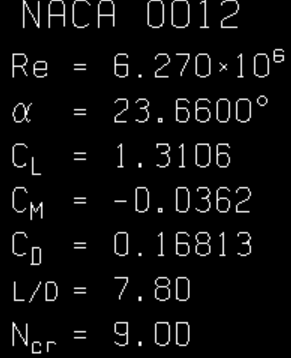 NACA 0012
Re = 6.270×10⁶
α = 23.6600°
C_L = 1.3106
C_M = -0.0362
C_D = 0.16813
L/D = 7.80
N_cr = 9.00